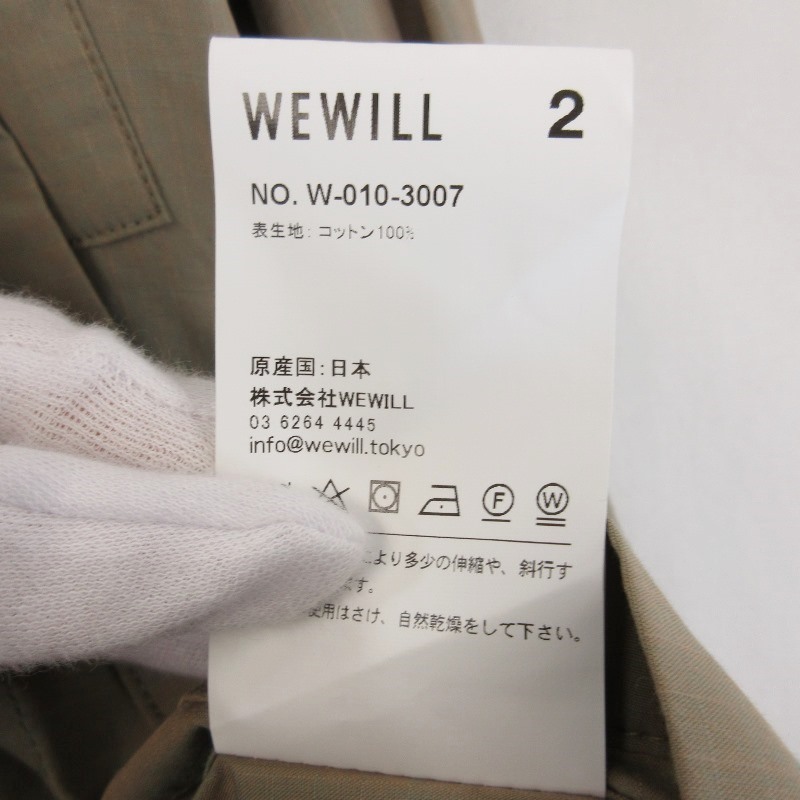 WEWILL 2
NO. W-010-3007
表生地: コットン100%
原産国:日本
株式会社WEWILL
03 6264 4445
info@wewill.tokyo
F W
により多少の伸縮や、斜行す
ます。
使用はさけ、自然乾燥をして下さい。